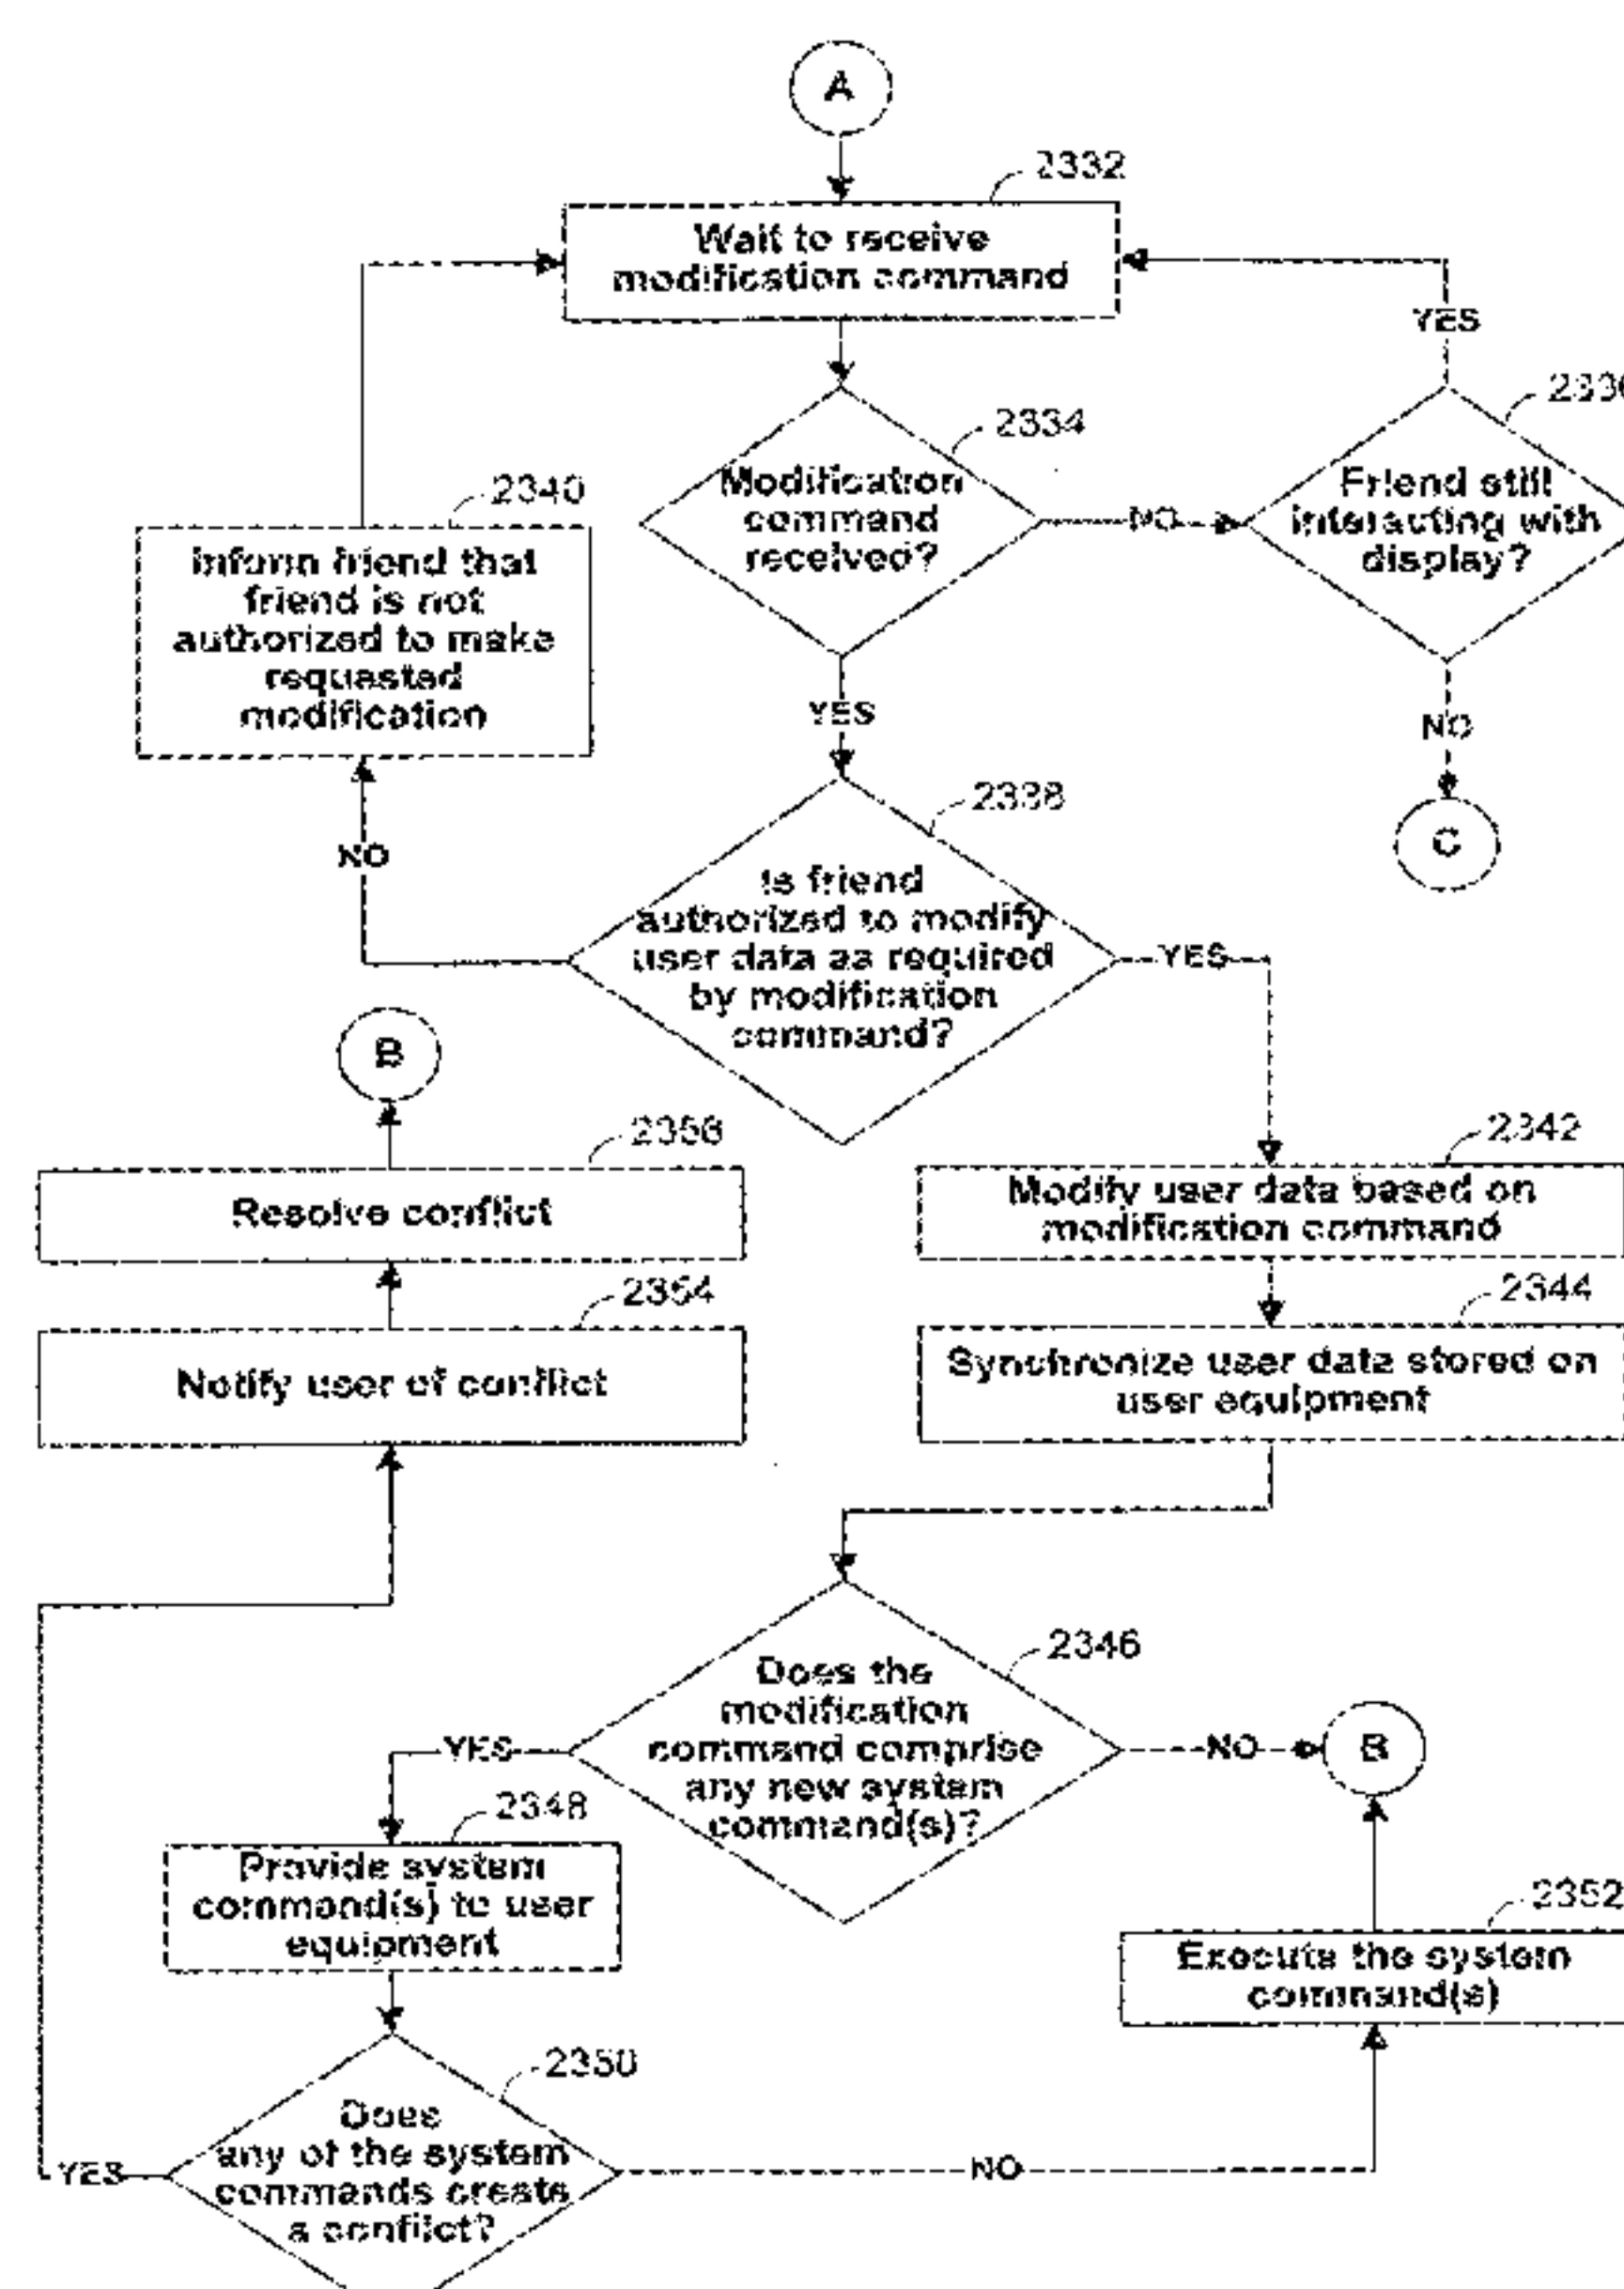 A
2332
Wait to receive
modification command
YES
2334
Modification
command
received?
NO
Friend still
interacting with
display?
2340
Inform friend that
friend is not
authorized to make
requested
modification
YES
NO
C
2338
NO
Is friend
authorized to modify
user data as required
by modification
command?
YES
B
2356
Resolve conflict
2342
Modify user data based on
modification command
2354
Notify user of conflict
2344
Synchronize user data stored on
user equipment
2346
Does the
modification
command comprise
any new system
command(s)?
YES
NO
B
2348
Provide system
command(s) to user
equipment
2352
Execute the system
command(s)
2350
Does
any of the system
commands create
a conflict?
YES
NO